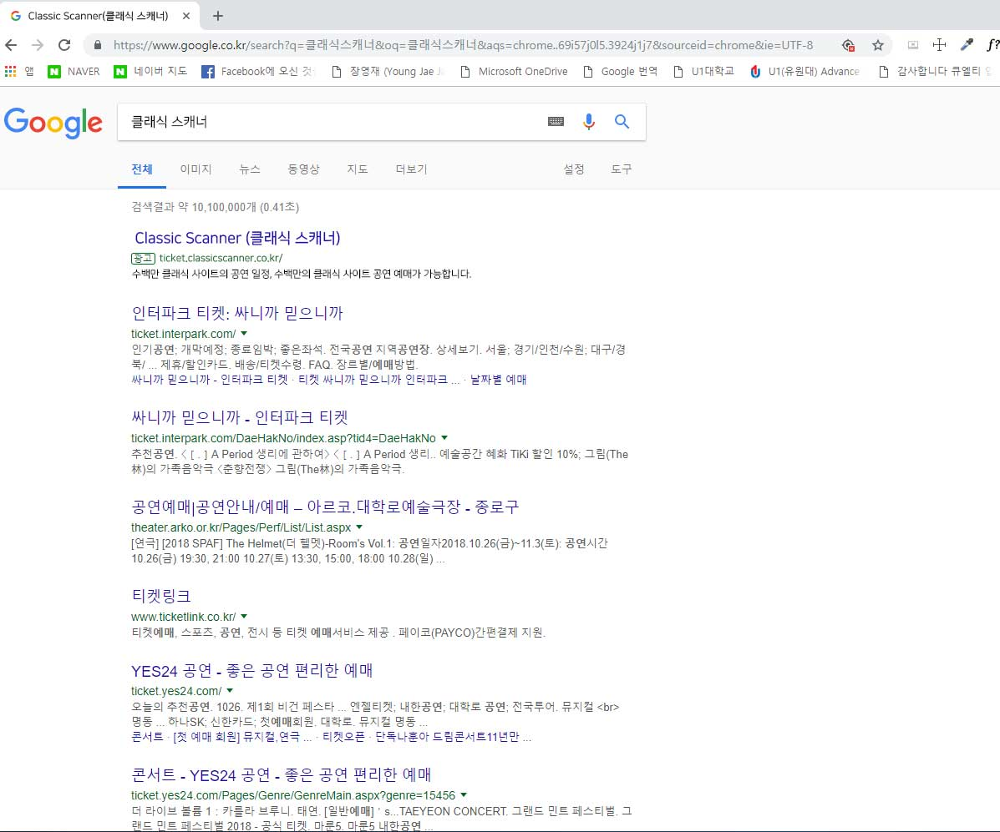 Classic Scanner(클래식 스캐너)
https://www.google.co.kr/search?q=클래식스캐너&oq=클래식스캐너&aqs=chrome..69i57j0l5.3924j1j7&sourceid=chrome&ie=UTF-8
f?
앱 NAVER 네이버 지도 Facebook에 오신 것 장영재 (Young Jae Microsoft OneDrive Google 번역 U1대학교 U1(유원대) Advance 감사합니다 큐엘티
Google 클래식 스캐너
전체 이미지 뉴스 동영상 지도 더보기 설정 도구
검색결과 약 10,100,000개 (0.41초)
Classic Scanner (클래식 스캐너)
광고 ticket.classicscanner.co.kr/
수백만 클래식 사이트의 공연 일정, 수백만의 클래식 사이트 공연 예매가 가능합니다.
인터파크 티켓: 싸니까 믿으니까
ticket.interpark.com/
인기공연; 개막예정; 종료임박; 좋은좌석. 전국공연 지역공연장. 상세보기. 서울; 경기/인천/수원; 대구/경
북/ ... 제휴/할인카드. 배송/티켓수령. FAQ. 장르별/예매방법.
싸니까 믿으니까 - 인터파크 티켓 · 티켓 싸니까 믿으니까 인터파크 ... · 날짜별 예매
싸니까 믿으니까 - 인터파크 티켓
ticket.interpark.com/DaeHakNo/index.asp?tid4=DaeHakNo
추천공연. 〈 [ . ] A Period 생리에 관하여〉 〈 [ . ] A Period 생리.. 예술공간 혜화 TiKi 할인 10%; 그림(The
林)의 가족음악극 〈춘향전쟁〉 그림(The林)의 가족음악극.
공연예매|공연안내/예매 – 아르코.대학로예술극장 - 종로구
theater.arko.or.kr/Pages/Perf/List/List.aspx
[연극] [2018 SPAF] The Helmet(더 헬멧)-Room's Vol.1: 공연일자2018.10.26(금)~11.3(토): 공연시간
10.26(금) 19:30, 21:00 10.27(토) 13:30, 15:00, 18:00 10.28(일) ...
티켓링크
www.ticketlink.co.kr/
티켓예매, 스포츠, 공연, 전시 등 티켓 예매서비스 제공 . 페이코(PAYCO)간편결제 지원.
YES24 공연 - 좋은 공연 편리한 예매
ticket.yes24.com/
오늘의 추천공연. 1026. 제1회 비건 페스타 ... 엔젤티켓; 내한공연; 대학로 공연; 전국투어. 뮤지컬 <br>
명동 ... 하나SK; 신한카드; 첫예매회원. 대학로. 뮤지컬 명동 ...
콘서트 · [첫 예매 회원] 뮤지컬,연극 ... · 티켓오픈 · 단독나훈아 드림콘서트11년만 ...
콘서트 - YES24 공연 - 좋은 공연 편리한 예매
ticket.yes24.com/Pages/Genre/GenreMain.aspx?genre=15456
더 라이브 볼륨 1 : 카를라 브루니. 태연. [일반예매] ' s...TAEYEON CONCERT. 그랜드 민트 페스티벌. 그
랜드 민트 페스티벌 2018 - 공식 티켓. 마룬5. 마룬5 내한공연 ...